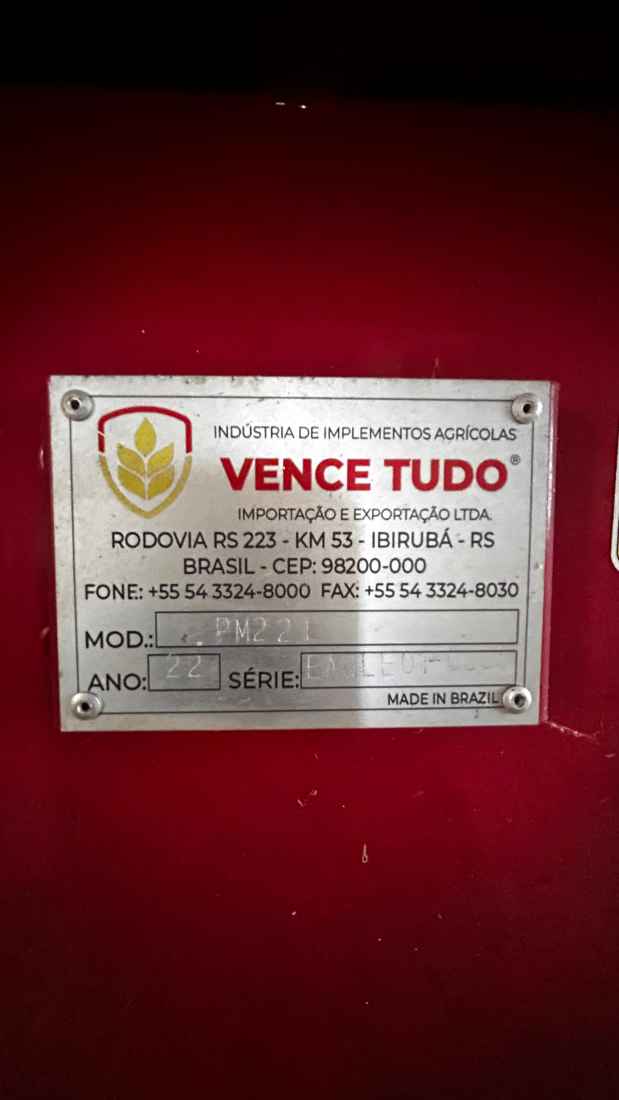 INDÚSTRIA DE IMPLEMENTOS AGRÍCOLAS
VENCE TUDO®
IMPORTAÇÃO E EXPORTAÇÃO LTDA.
RODOVIA RS 223 - KM 53 - IBIRUBÁ - RS
BRASIL - CEP: 98200-000
FONE: +55 54 3324-8000 FAX: +55 54 3324-8030
MOD.:
ANO: 22 SÉRIE:
MADE IN BRAZIL